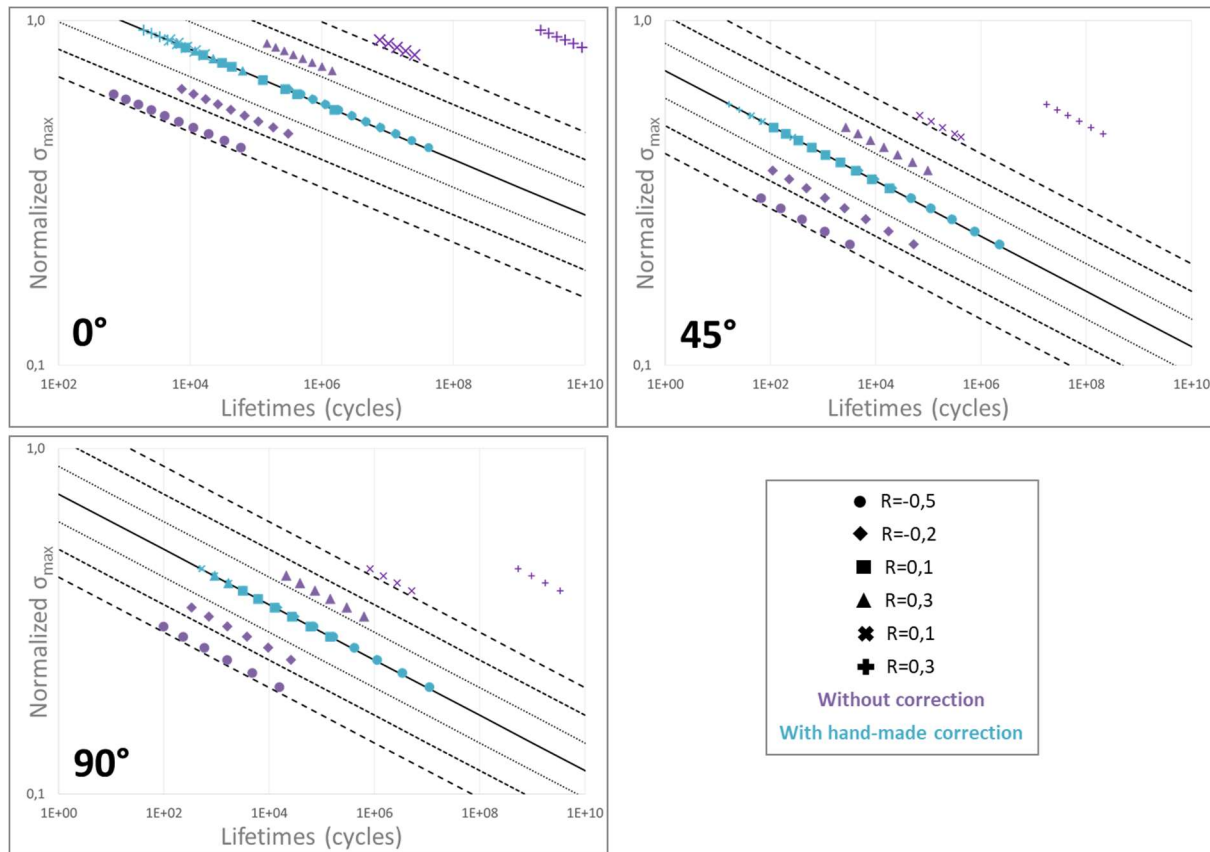 1,0
Normalized σmax
0°
0,1
1E+02 1E+04 1E+06 1E+08 1E+10
Lifetimes (cycles)
1,0
Normalized σmax
45°
0,1
1E+00 1E+02 1E+04 1E+06 1E+08 1E+10
Lifetimes (cycles)
1,0
Normalized σmax
90°
0,1
1E+00 1E+02 1E+04 1E+06 1E+08 1E+10
Lifetimes (cycles)
R=-0,5
R=-0,2
R=0,1
R=0,3
R=0,1
R=0,3
Without correction
With hand-made correction